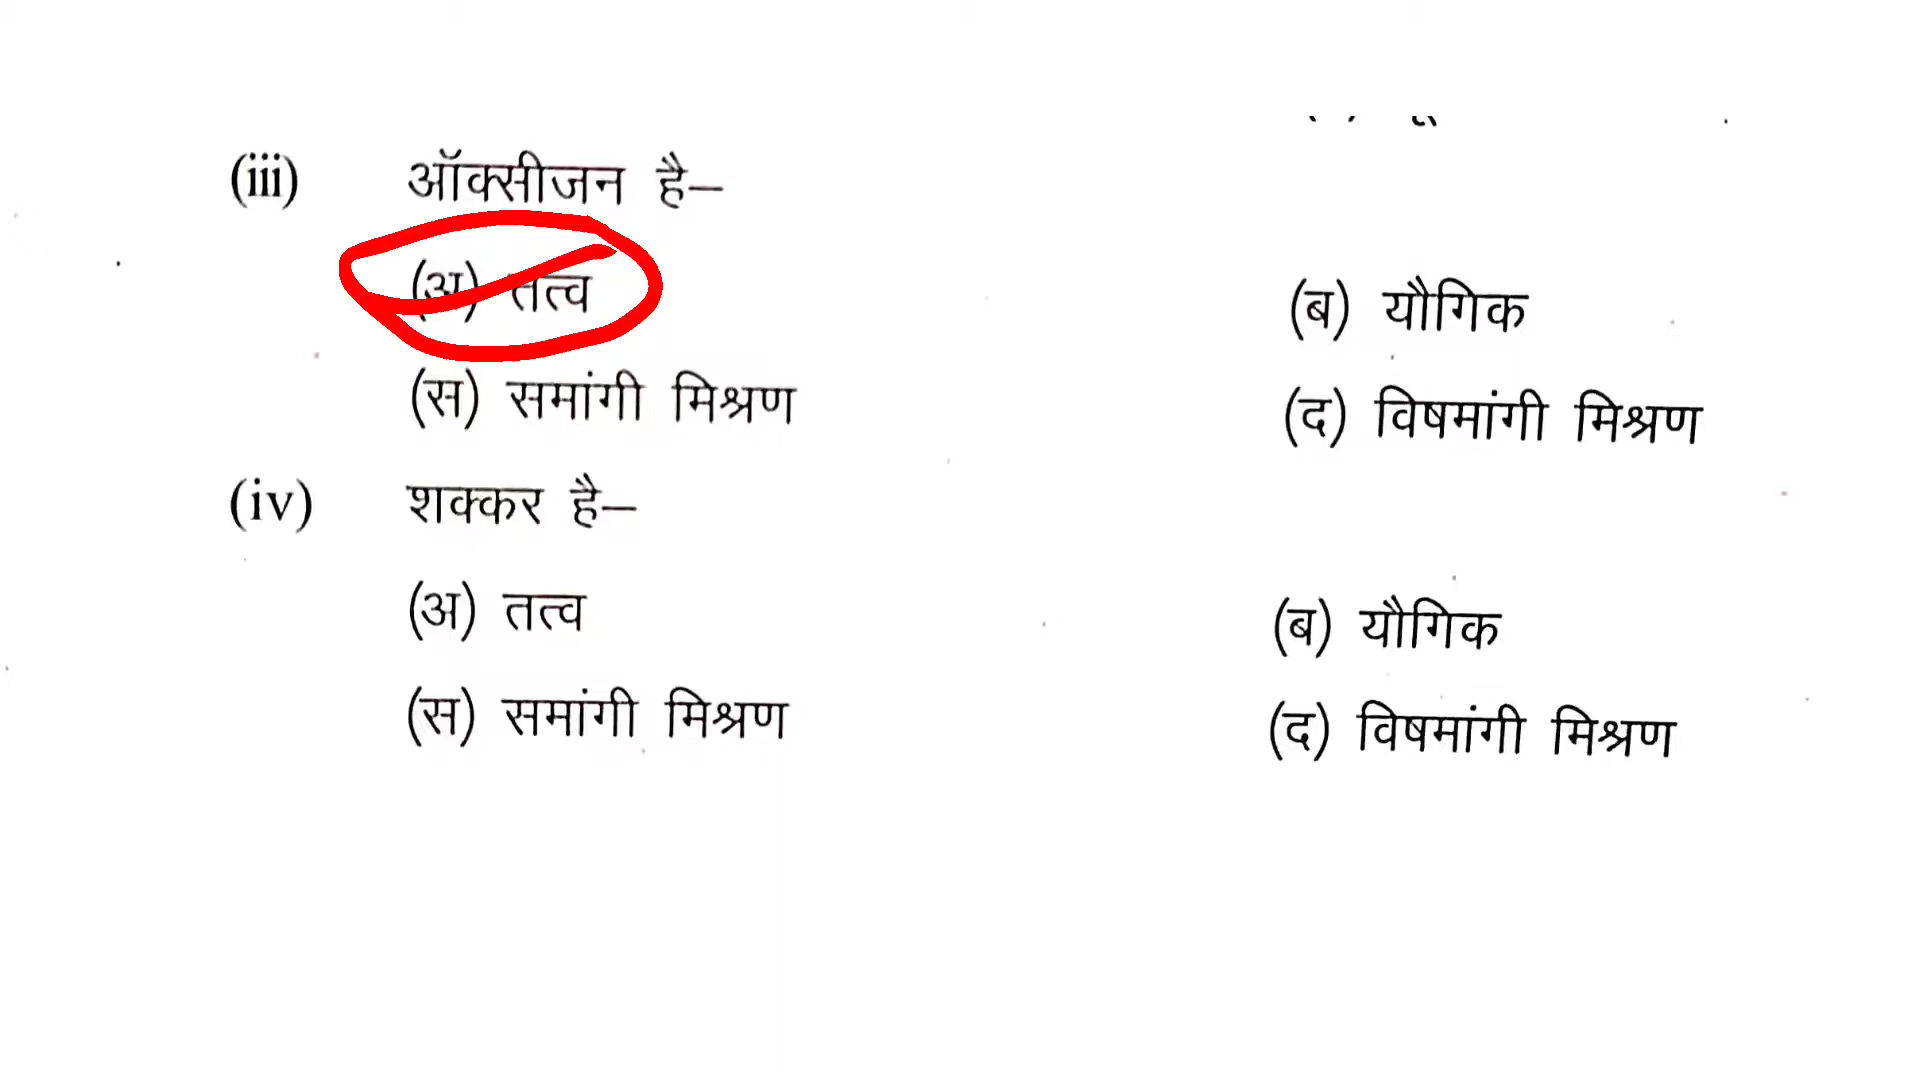 (iii) ऑक्सीजन है–
(अ) तत्व (ब) यौगिक
(स) समांगी मिश्रण (द) विषमांगी मिश्रण
(iv) शक्कर है–
(अ) तत्व (ब) यौगिक
(स) समांगी मिश्रण (द) विषमांगी मिश्रण